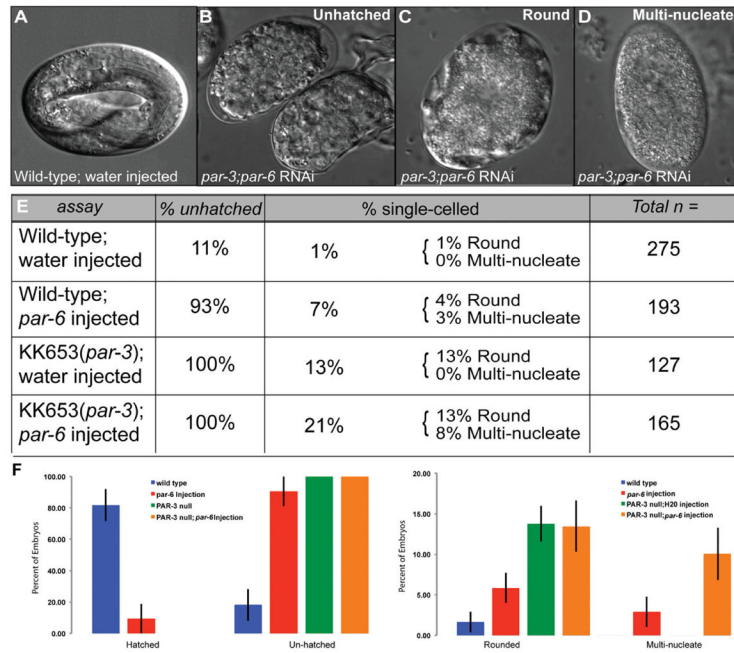 A
B
Unhatched
C
Round
D
Multi-nucleate
Wild-type; water injected
par-3;par-6 RNAi
par-3;par-6 RNAi
par-3;par-6 RNAi
E assay % unhatched % single-celled Total n =
Wild-type;
water injected
11%
1%
{ 1% Round
0% Multi-nucleate
275
Wild-type;
par-6 injected
93%
7%
{ 4% Round
3% Multi-nucleate
193
KK653(par-3);
water injected
100%
13%
{ 13% Round
0% Multi-nucleate
127
KK653(par-3);
par-6 injected
100%
21%
{ 13% Round
8% Multi-nucleate
165
F
Percent of Embryos
100.00
80.00
60.00
40.00
20.00
0.00
wild type
par-6 Injection
PAR-3 null
PAR-3 null; par-6Injection
Hatched
Un-hatched
Percent of Embryos
20.00
15.00
10.00
5.00
0.00
wild type
par-6 injection
PAR-3 null;H20 injection
PAR-3 null;par-6 injection
Rounded
Multi-nucleate